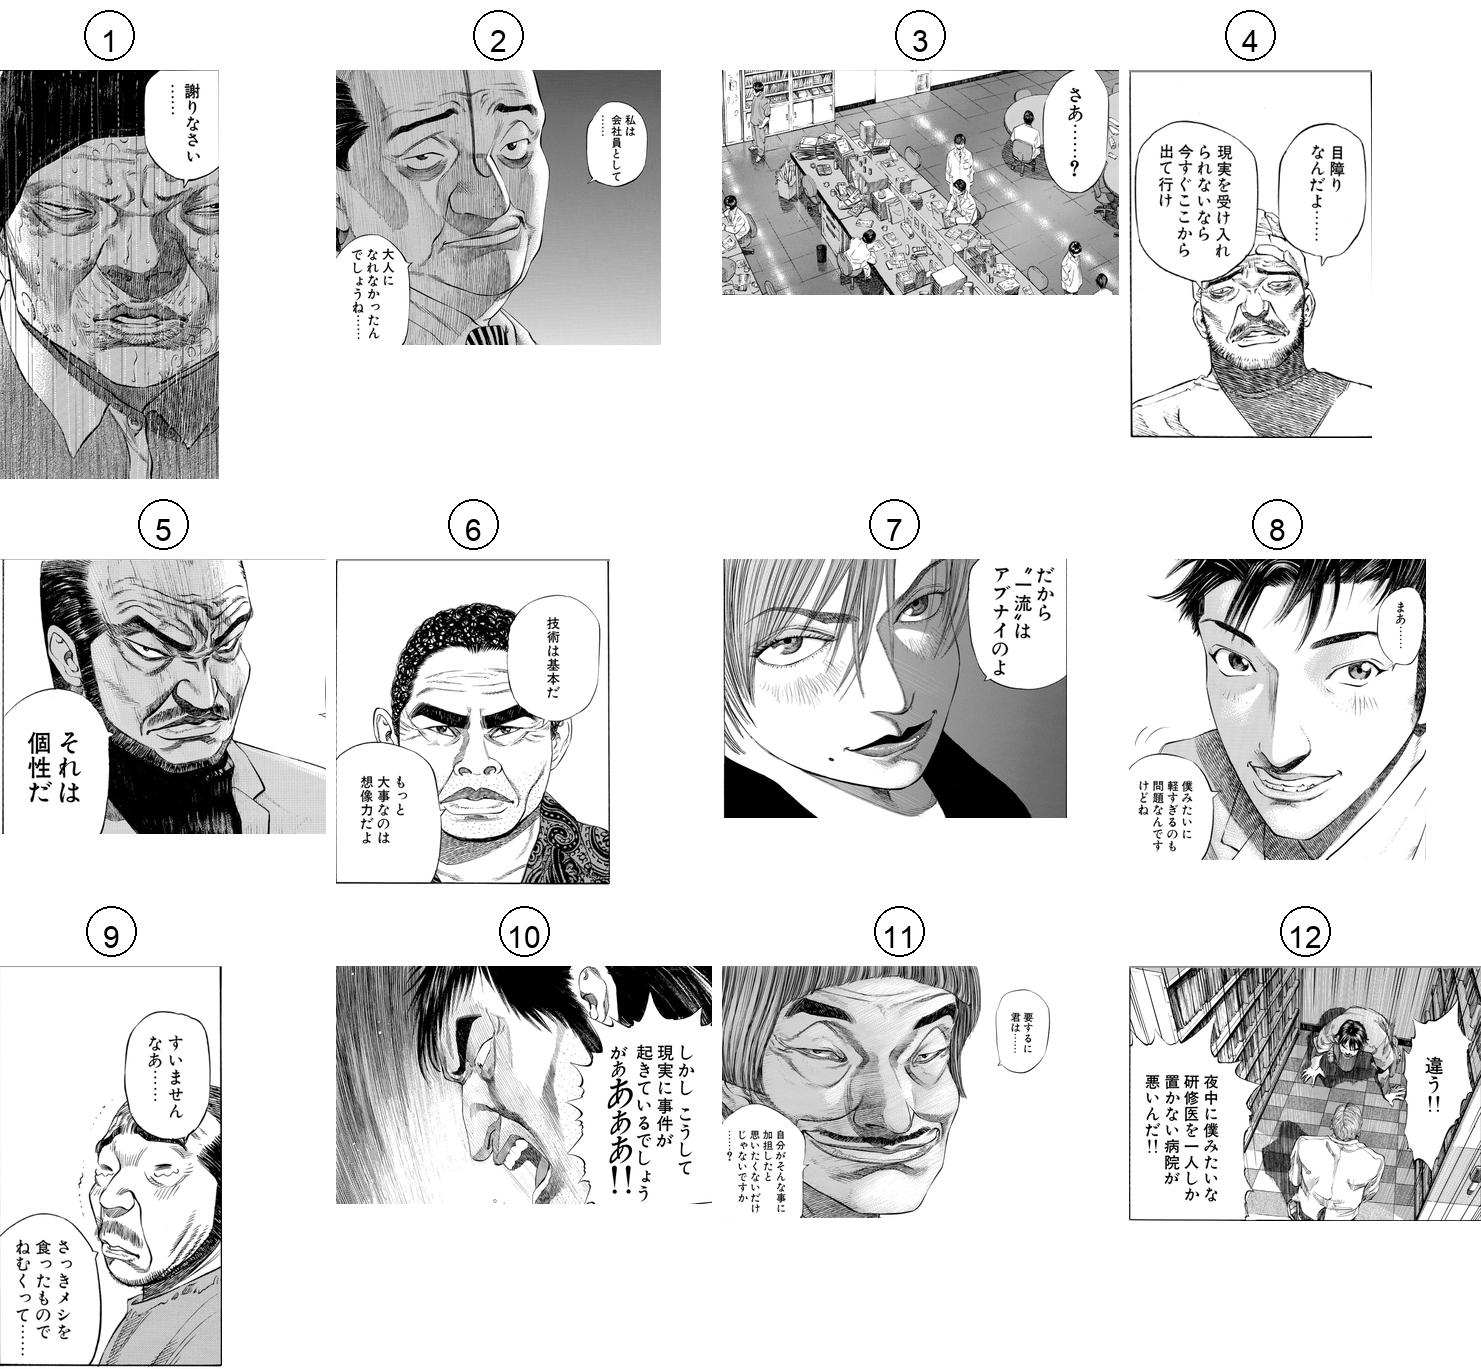 1
謝りなさい
……
2
私は
会社員として
……
大人に
なれなかったん
でしょうね……
3
さあ……？
4
目障り
なんだよ……
現実を受け入れ
られないなら
今すぐここから
出て行け
5
それは
個性だ
6
技術は基本だ
もっと
大事なのは
想像力だよ
7
だから
〝一流〟は
アブナイのよ
8
まあ……
僕みたいに
軽すぎるのも
問題なんです
けどね
9
すいません
なあ……
さっきメシを
食ったもので
ねむくって……
10
しかし こうして
現実に事件が
起きているでしょう
がぁあぁぁぁ!!
11
要するに
君は……
自分がそんな事に
加担したと
思いたくないだけ
じゃないですか
……？
12
違う!!
夜中に僕みたいな
研修医を一人しか
置かない病院が
悪いんだ!!